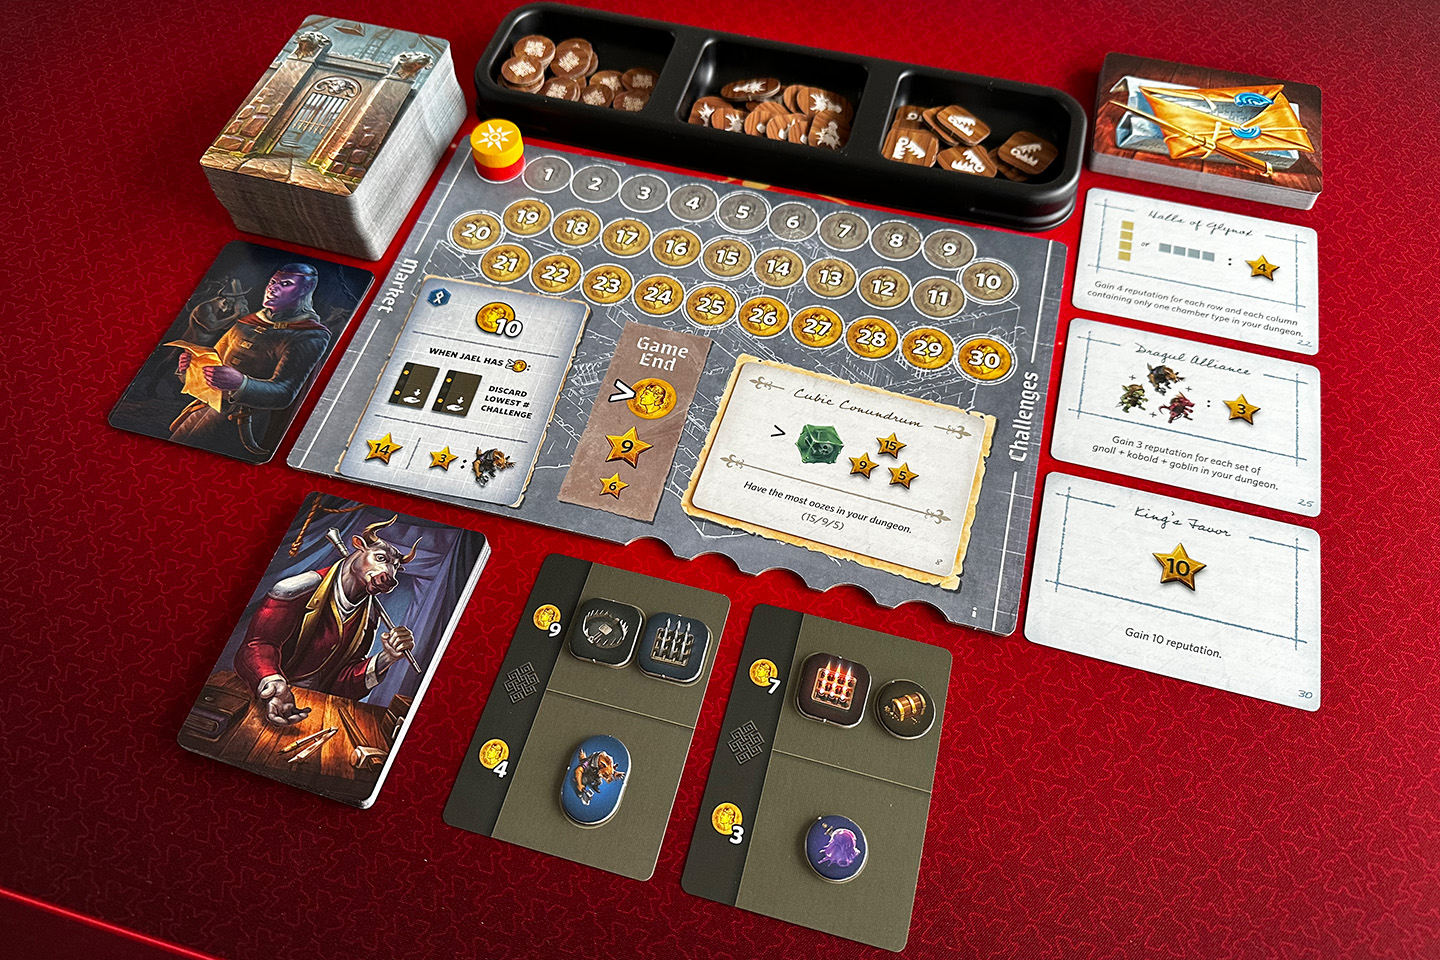 1 2 3 4 5 6 7 8 9
20 19 18 17 16 15 14 13 12 11 10
21 22 23 24 25 26 27 28 29 30
Market
10
WHEN JAEL HAS :
DISCARD
LOWEST #
CHALLENGE
14 3 :
Game
End
>
9
6
Cubic Conundrum
>
15
9 5
Have the most oozes in your dungeon.
(15/9/5)
8
Challenges
Halls of Glynox
or : 4
Gain 4 reputation for each row and each column
containing only one chamber type in your dungeon.
22
Dragul Alliance
+ + + : 3
Gain 3 reputation for each set of
gnoll + kobold + goblin in your dungeon.
25
King's Favor
10
Gain 10 reputation.
30
9
4
7
3